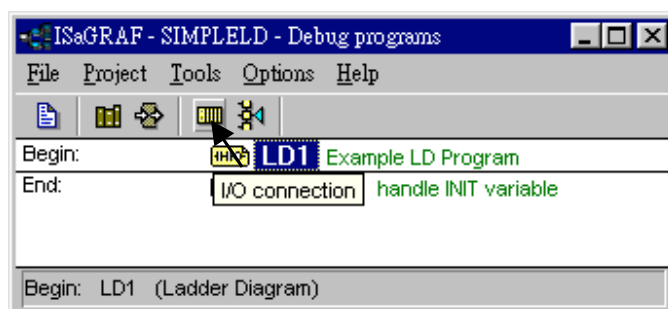 ISaGRAF - SIMPLELD - Debug programs
File Project Tools Options Help
Begin: LD1 Example LD Program
End: handle INIT variable
I/O connection
Begin: LD1 (Ladder Diagram)